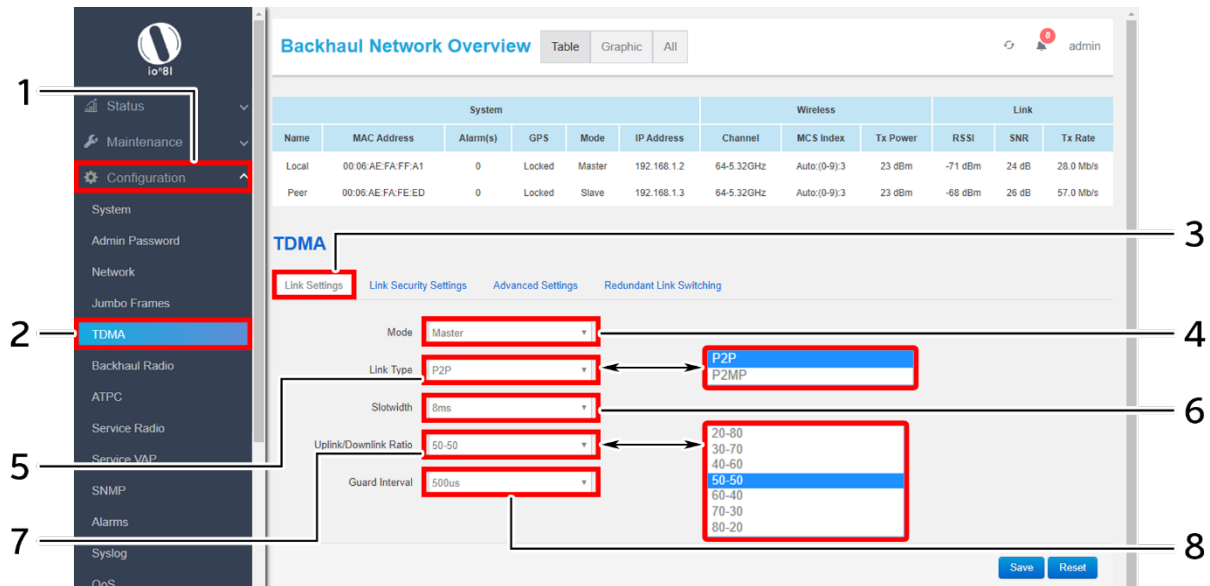 Backhaul Network Overview Table Graphic All 0 admin
io"8I
1
Status
Maintenance
Configuration
System
Admin Password
Network
Jumbo Frames
2
TDMA
Backhaul Radio
ATPC
Service Radio
Service VAP
SNMP
Alarms
Syslog
QoS
System Wireless Link
Name MAC Address Alarm(s) GPS Mode IP Address Channel MCS Index Tx Power RSSI SNR Tx Rate
Local 00:06:AE:FA:FF:A1 0 Locked Master 192.168.1.2 64-5.32GHz Auto:(0-9):3 23 dBm -71 dBm 24 dB 28.0 Mb/s
Peer 00:06:AE:FA:FE:ED 0 Locked Slave 192.168.1.3 64-5.32GHz Auto:(0-9):3 23 dBm -68 dBm 26 dB 57.0 Mb/s
TDMA
3
Link Settings Link Security Settings Advanced Settings Redundant Link Switching
Mode Master
4
Link Type P2P
P2P
P2MP
5
Slotwidth 8ms
6
Uplink/Downlink Ratio 50-50
20-80
30-70
40-60
50-50
60-40
70-30
80-20
7
Guard Interval 500us
8
Save Reset